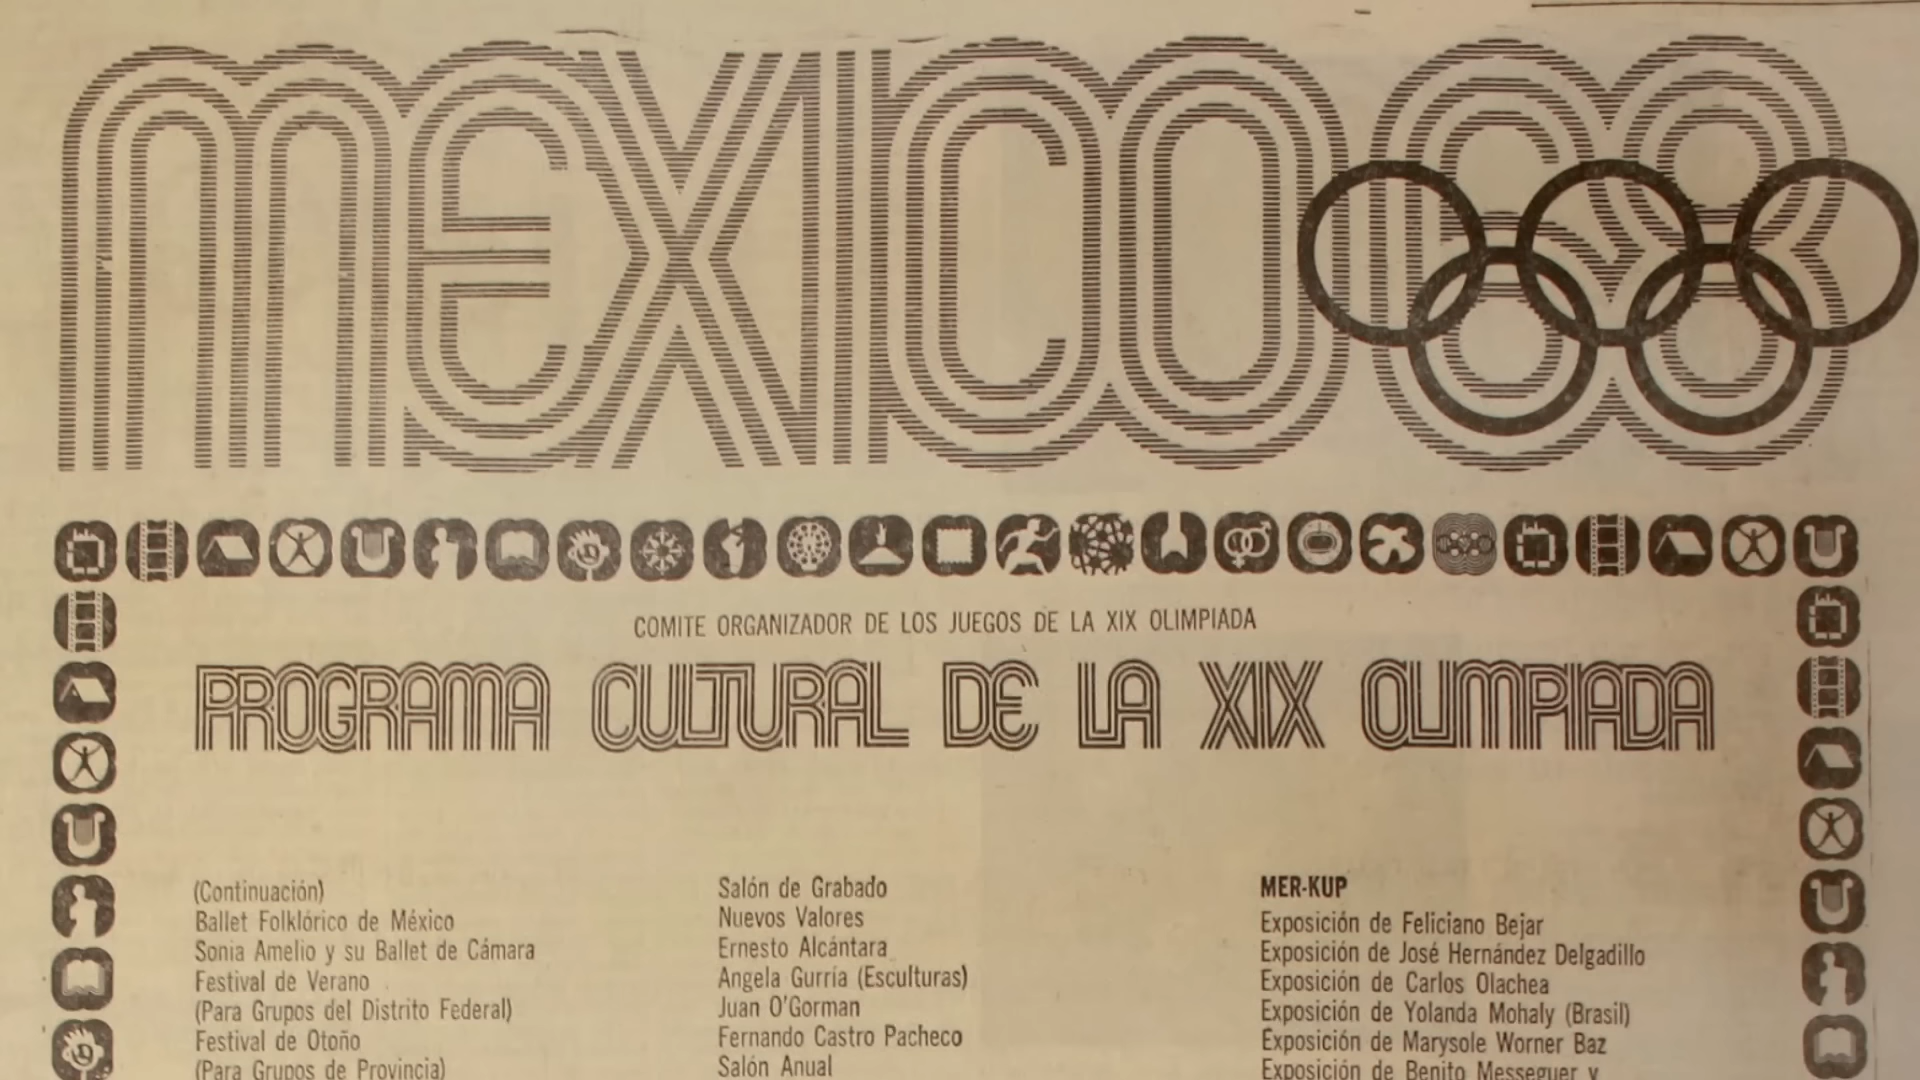 MEXICO68
COMITE ORGANIZADOR DE LOS JUEGOS DE LA XIX OLIMPIADA
PROGRAMA CULTURAL DE LA XIX OLIMPIADA
(Continuación)
Ballet Folklórico de México
Sonia Amelio y su Ballet de Cámara
Festival de Verano
(Para Grupos del Distrito Federal)
Festival de Otoño
(Para Grupos de Provincia)
Salón de Grabado
Nuevos Valores
Ernesto Alcántara
Angela Gurría (Esculturas)
Juan O'Gorman
Fernando Castro Pacheco
Salón Anual
MER-KUP
Exposición de Feliciano Bejar
Exposición de José Hernández Delgadillo
Exposición de Carlos Olachea
Exposición de Yolanda Mohaly (Brasil)
Exposición de Marysole Worner Baz
Exposición de Benito Messeguer y